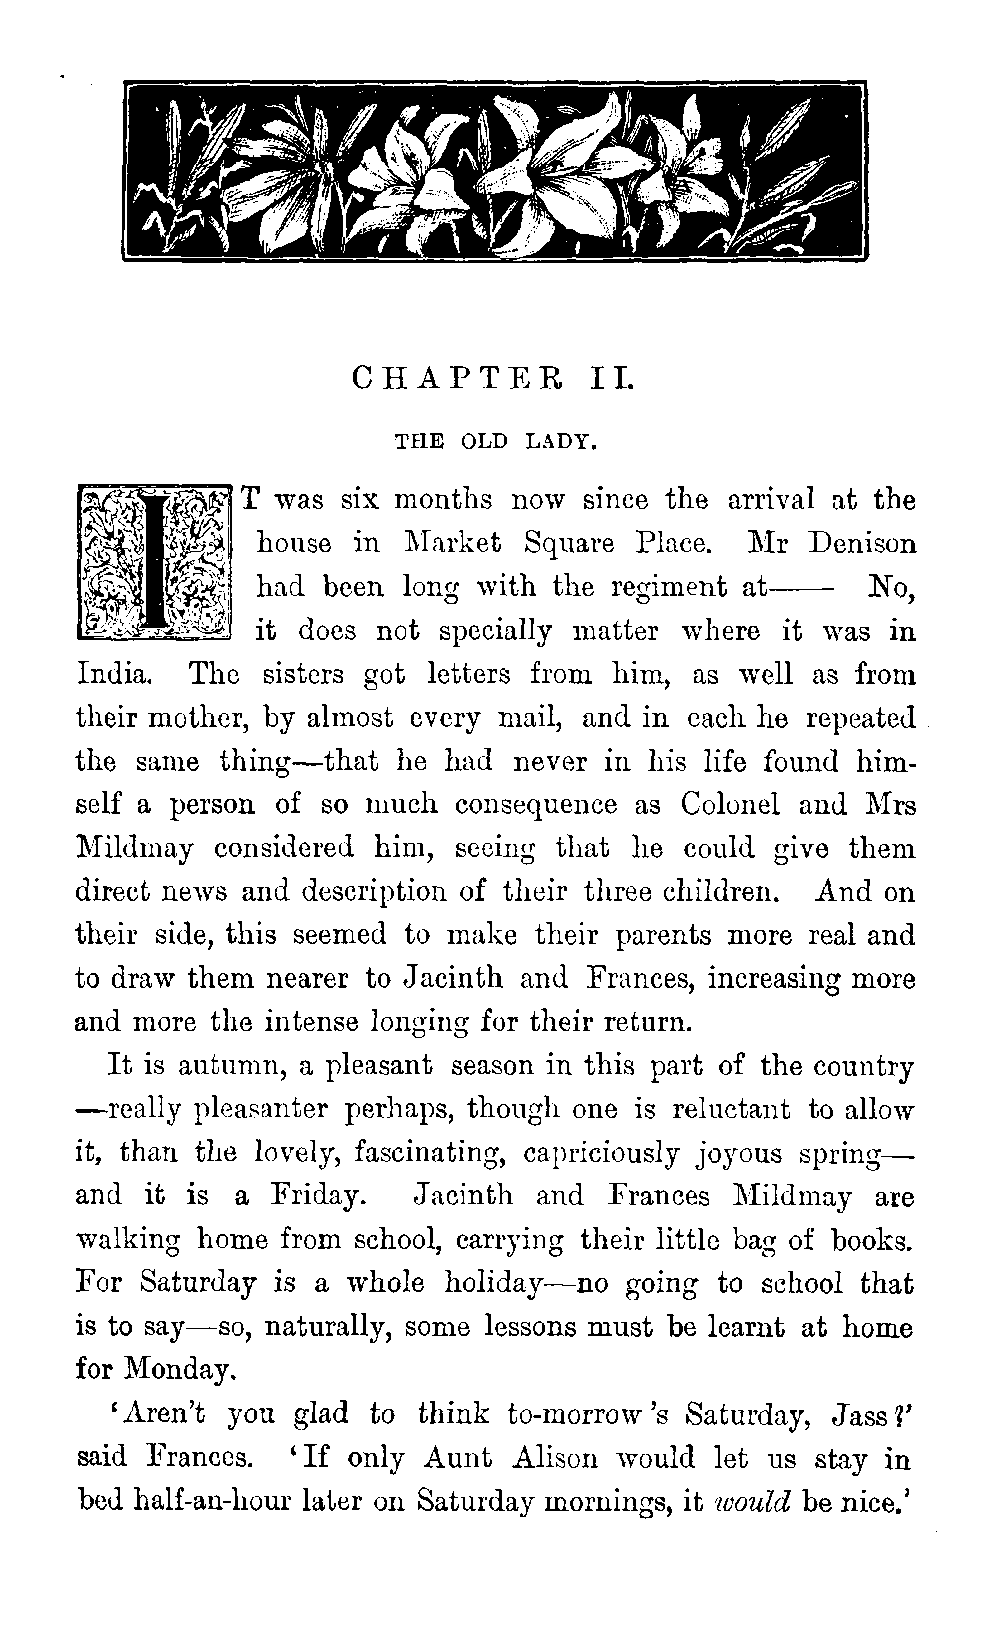 CHAPTER II.
THE OLD LADY.
IT was six months now since the arrival at the
house in Market Square Place. Mr Denison
had been long with the regiment at—— No,
it does not specially matter where it was in
India. The sisters got letters from him, as well as from
their mother, by almost every mail, and in each he repeated
the same thing—that he had never in his life found him-
self a person of so much consequence as Colonel and Mrs
Mildmay considered him, seeing that he could give them
direct news and description of their three children. And on
their side, this seemed to make their parents more real and
to draw them nearer to Jacinth and Frances, increasing more
and more the intense longing for their return.
It is autumn, a pleasant season in this part of the country
—really pleasanter perhaps, though one is reluctant to allow
it, than the lovely, fascinating, capriciously joyous spring—
and it is a Friday. Jacinth and Frances Mildmay are
walking home from school, carrying their little bag of books.
For Saturday is a whole holiday—no going to school that
is to say—so, naturally, some lessons must be learnt at home
for Monday.
‘Aren't you glad to think to-morrow 's Saturday, Jass?’
said Frances. ‘If only Aunt Alison would let us stay in
bed half-an-hour later on Saturday mornings, it would be nice.’